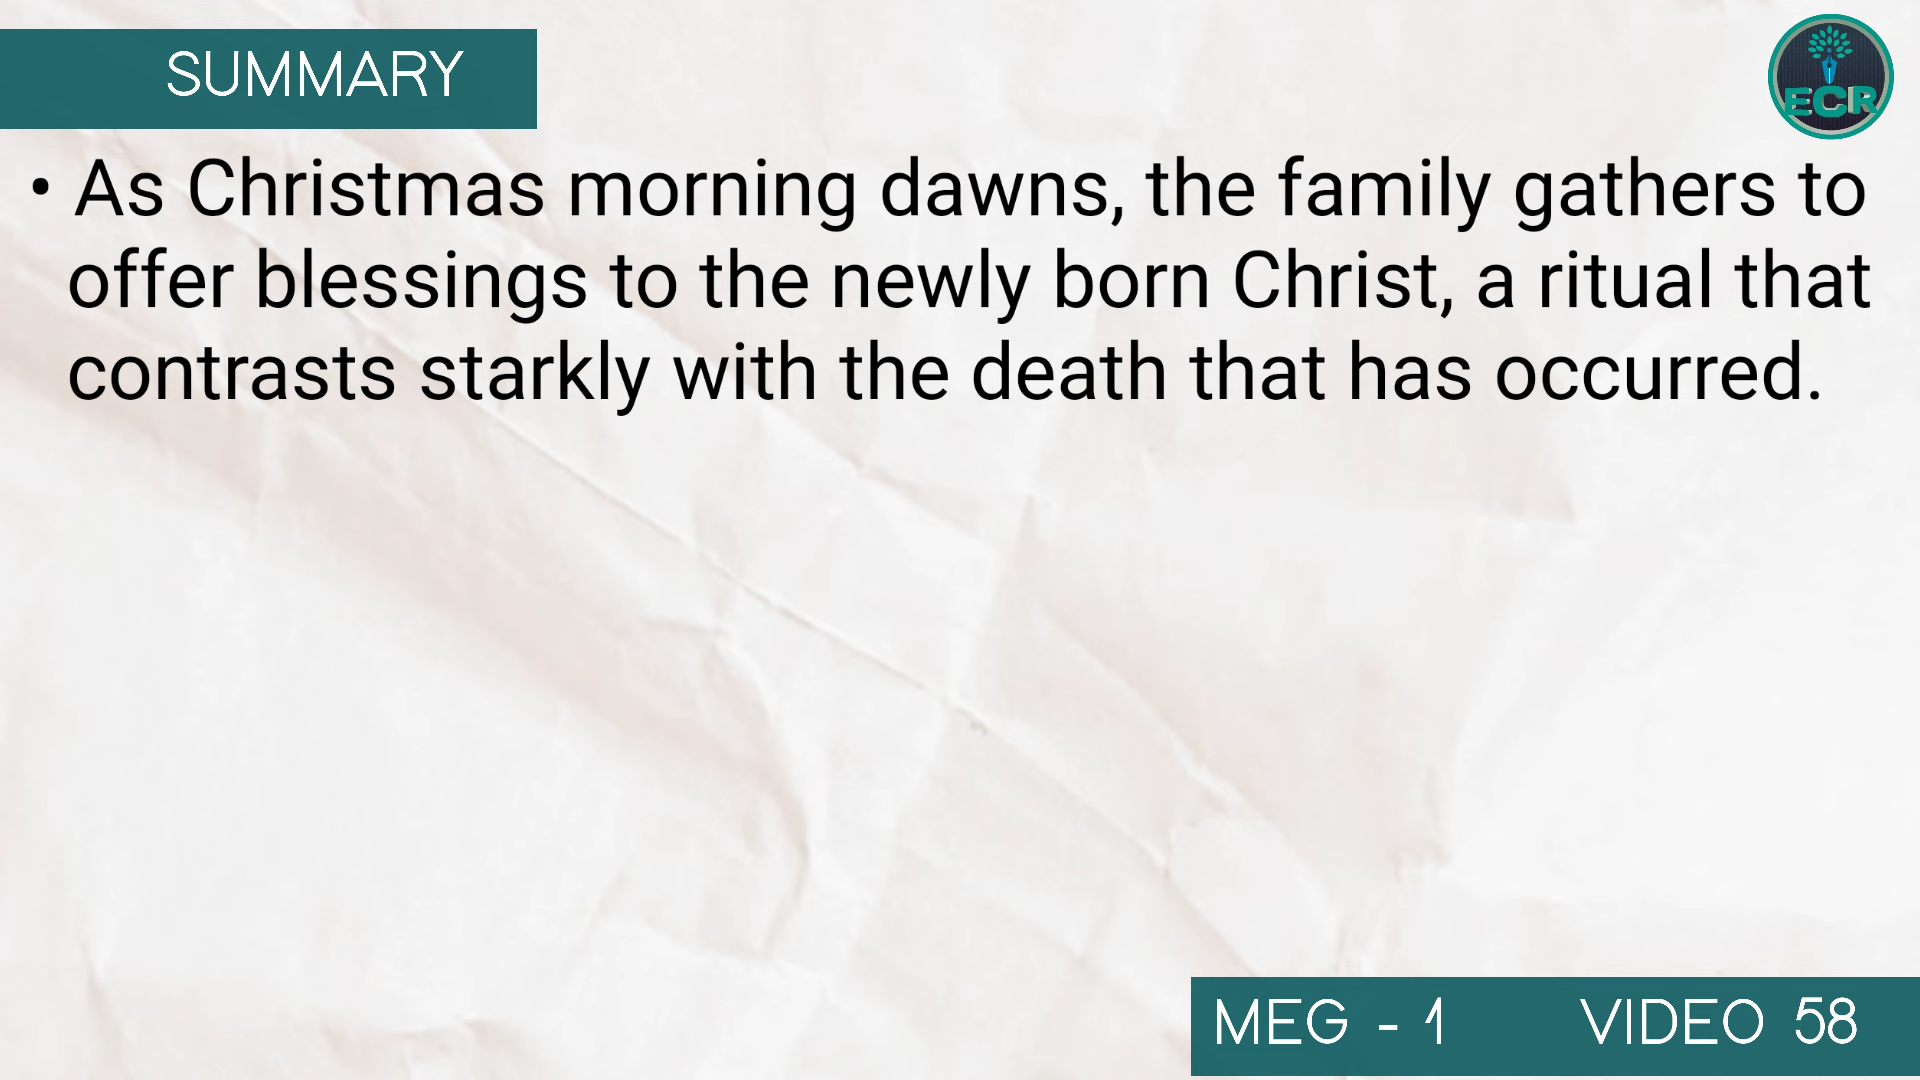 SUMMARY
ECR
• As Christmas morning dawns, the family gathers to
offer blessings to the newly born Christ, a ritual that
contrasts starkly with the death that has occurred.
MEG - 1 VIDEO 58